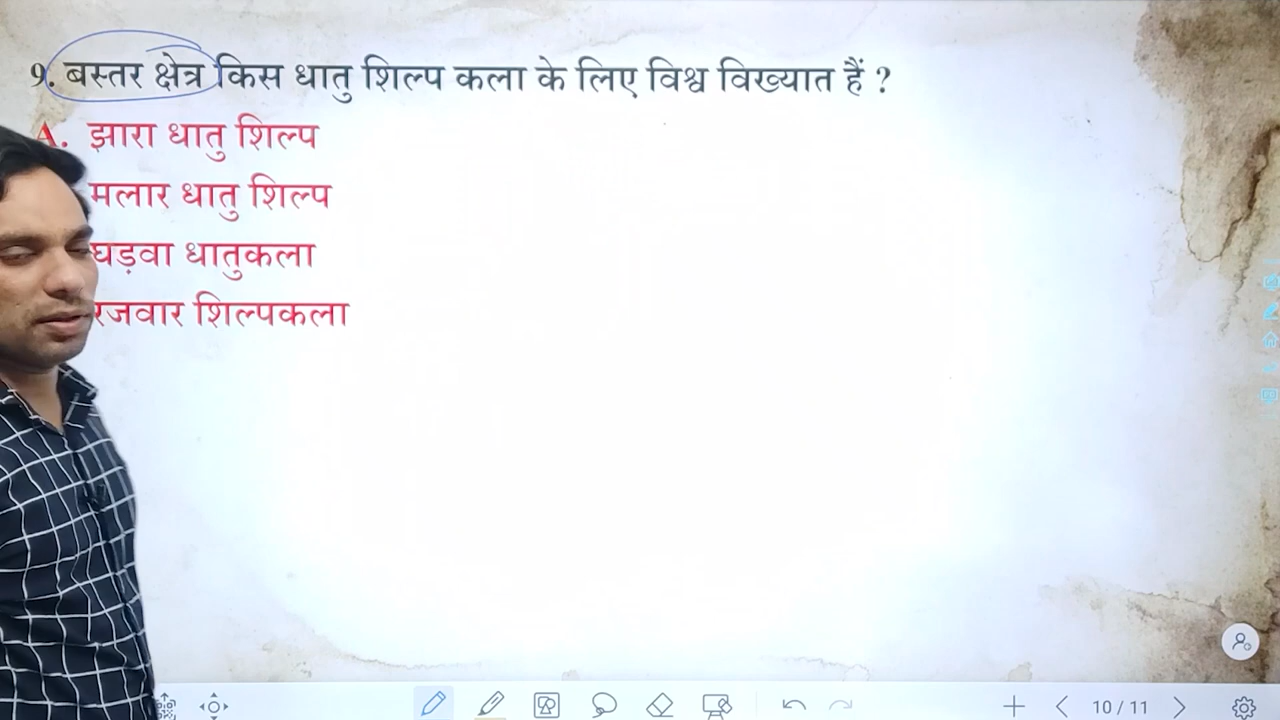 9. बस्तर क्षेत्र किस धातु शिल्प कला के लिए विश्व विख्यात हैं ?
A. झारा धातु शिल्प
मलार धातु शिल्प
घड़वा धातुकला
रजवार शिल्पकला
10 / 11